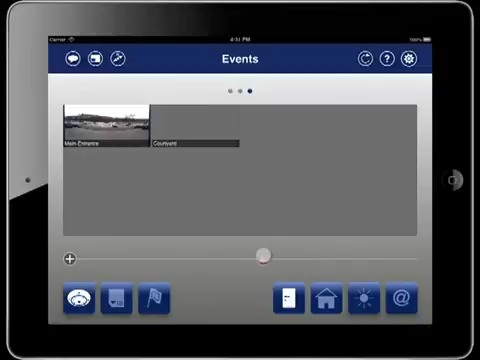 Carrier 4:31 PM 100%
Events
?
Main-Entrance Courtyard
+
@